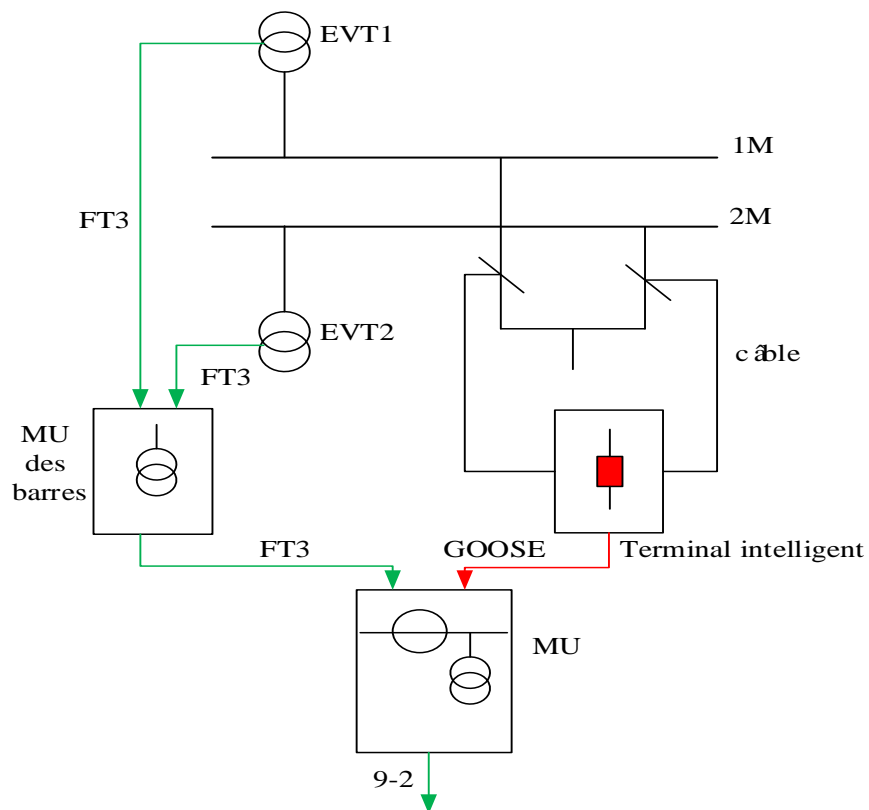 EVT1
1M
FT3
2M
EVT2
FT3
câble
MU
des
barres
FT3
GOOSE
Terminal intelligent
MU
9-2